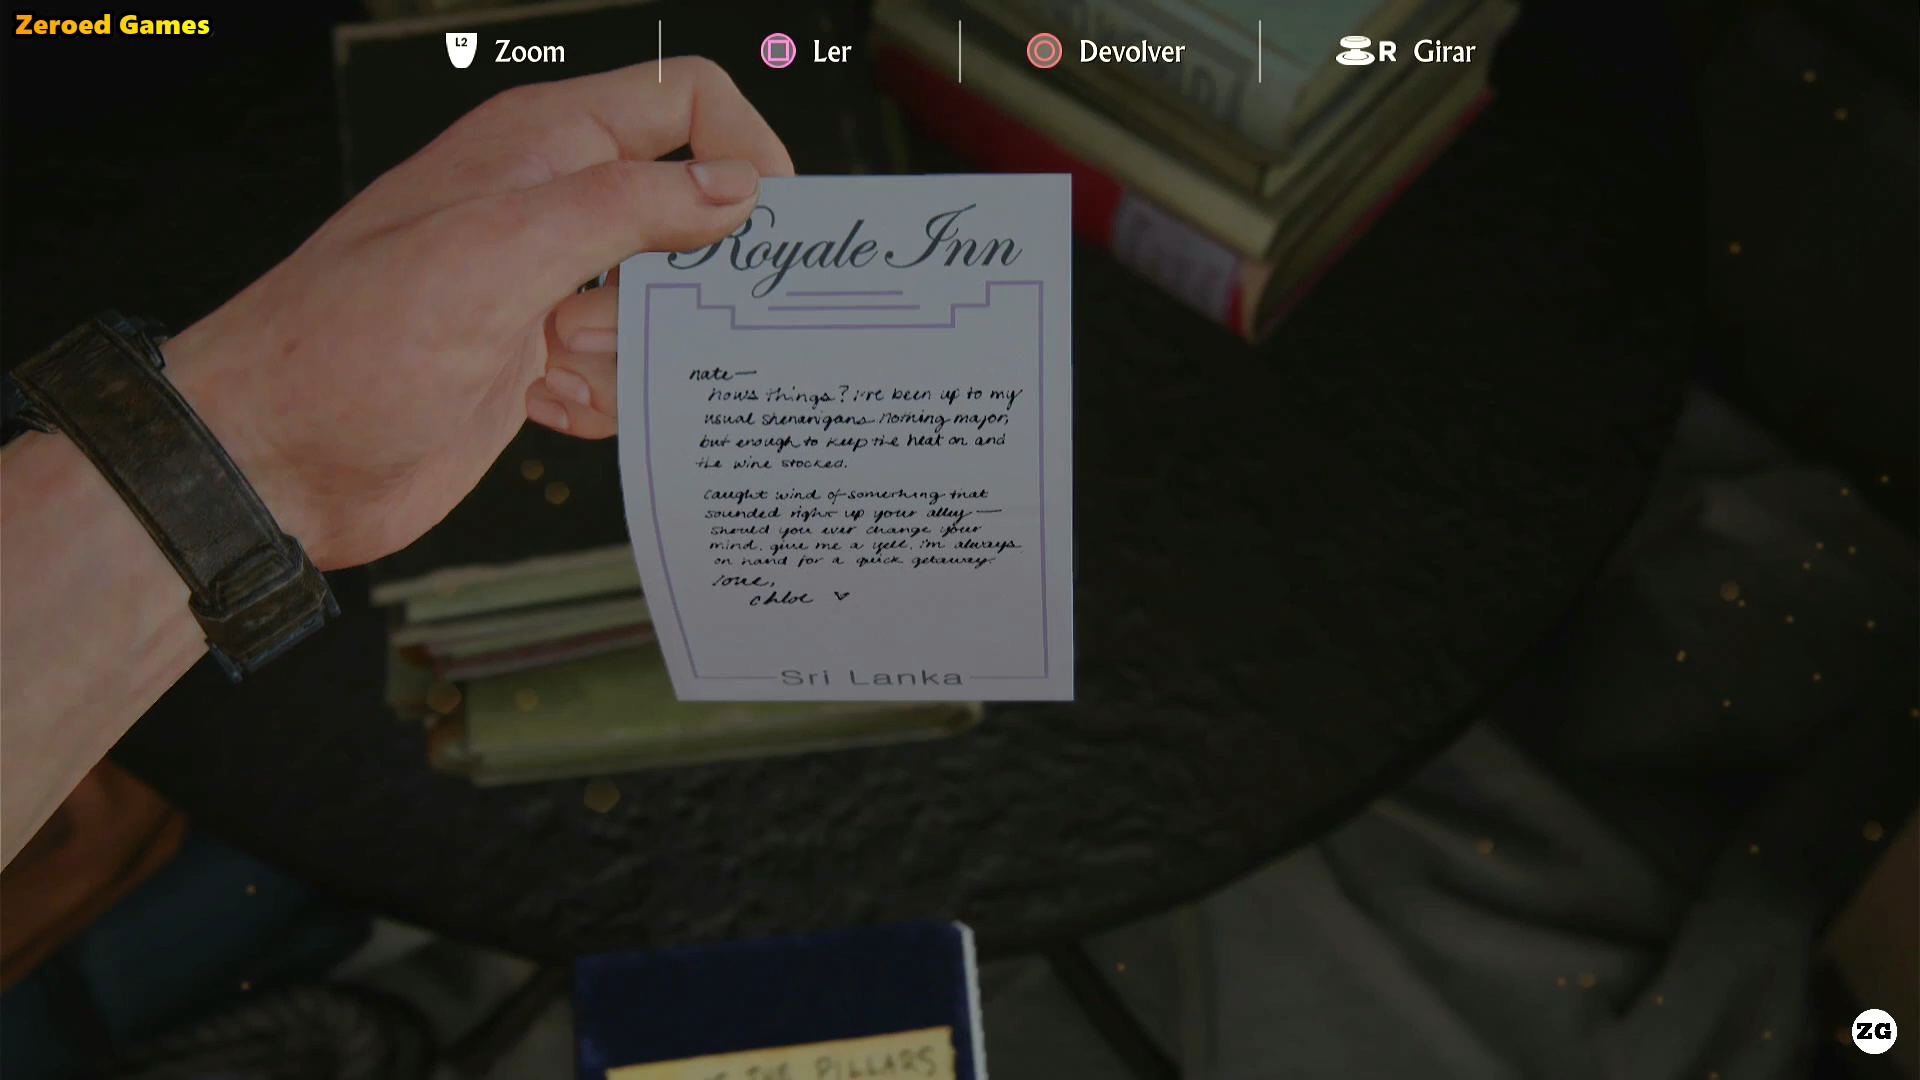 Zeroed Games
L2 Zoom
Ler
Devolver
R Girar
Royale Inn
nate—
hows things? i've been up to my
usual shenanigans. nothing major,
but enough to keep the heat on and
the wine stocked.
caught wind of something that
sounded right up your alley—
should you ever change your
mind, give me a yell. i'm always
on hand for a quick getaway.
love,
chloe
Sri Lanka
THE PILLARS
ZG